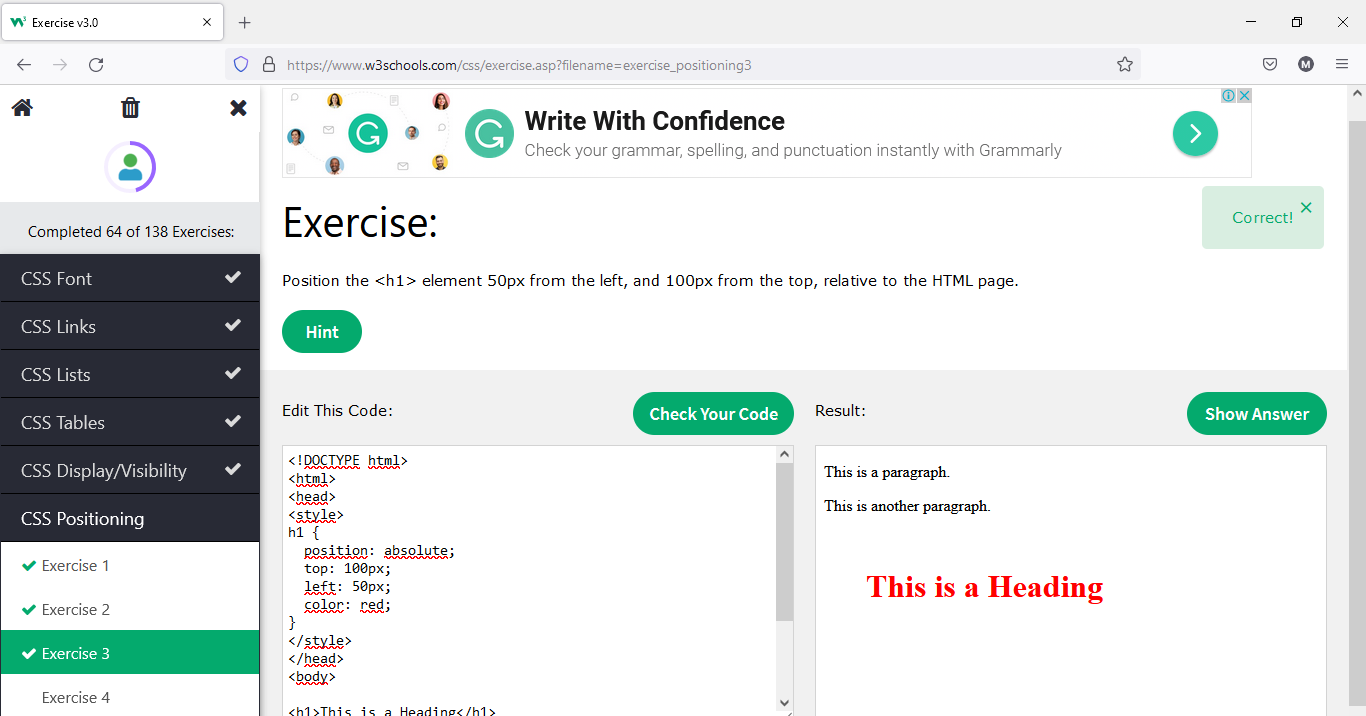 Exercise v3.0
https://www.w3schools.com/css/exercise.asp?filename=exercise_positioning3
M
Write With Confidence
Check your grammar, spelling, and punctuation instantly with Grammarly
Completed 64 of 138 Exercises:
CSS Font
CSS Links
CSS Lists
CSS Tables
CSS Display/Visibility
CSS Positioning
Exercise 1
Exercise 2
Exercise 3
Exercise 4
Exercise:
Correct!
Position the <h1> element 50px from the left, and 100px from the top, relative to the HTML page.
Hint
Edit This Code:
Check Your Code
<!DOCTYPE html>
<html>
<head>
<style>
h1 {
  position: absolute;
  top: 100px;
  left: 50px;
  color: red;
}
</style>
</head>
<body>
<h1>This is a Heading</h1>
Result:
Show Answer
This is a paragraph.
This is another paragraph.
This is a Heading